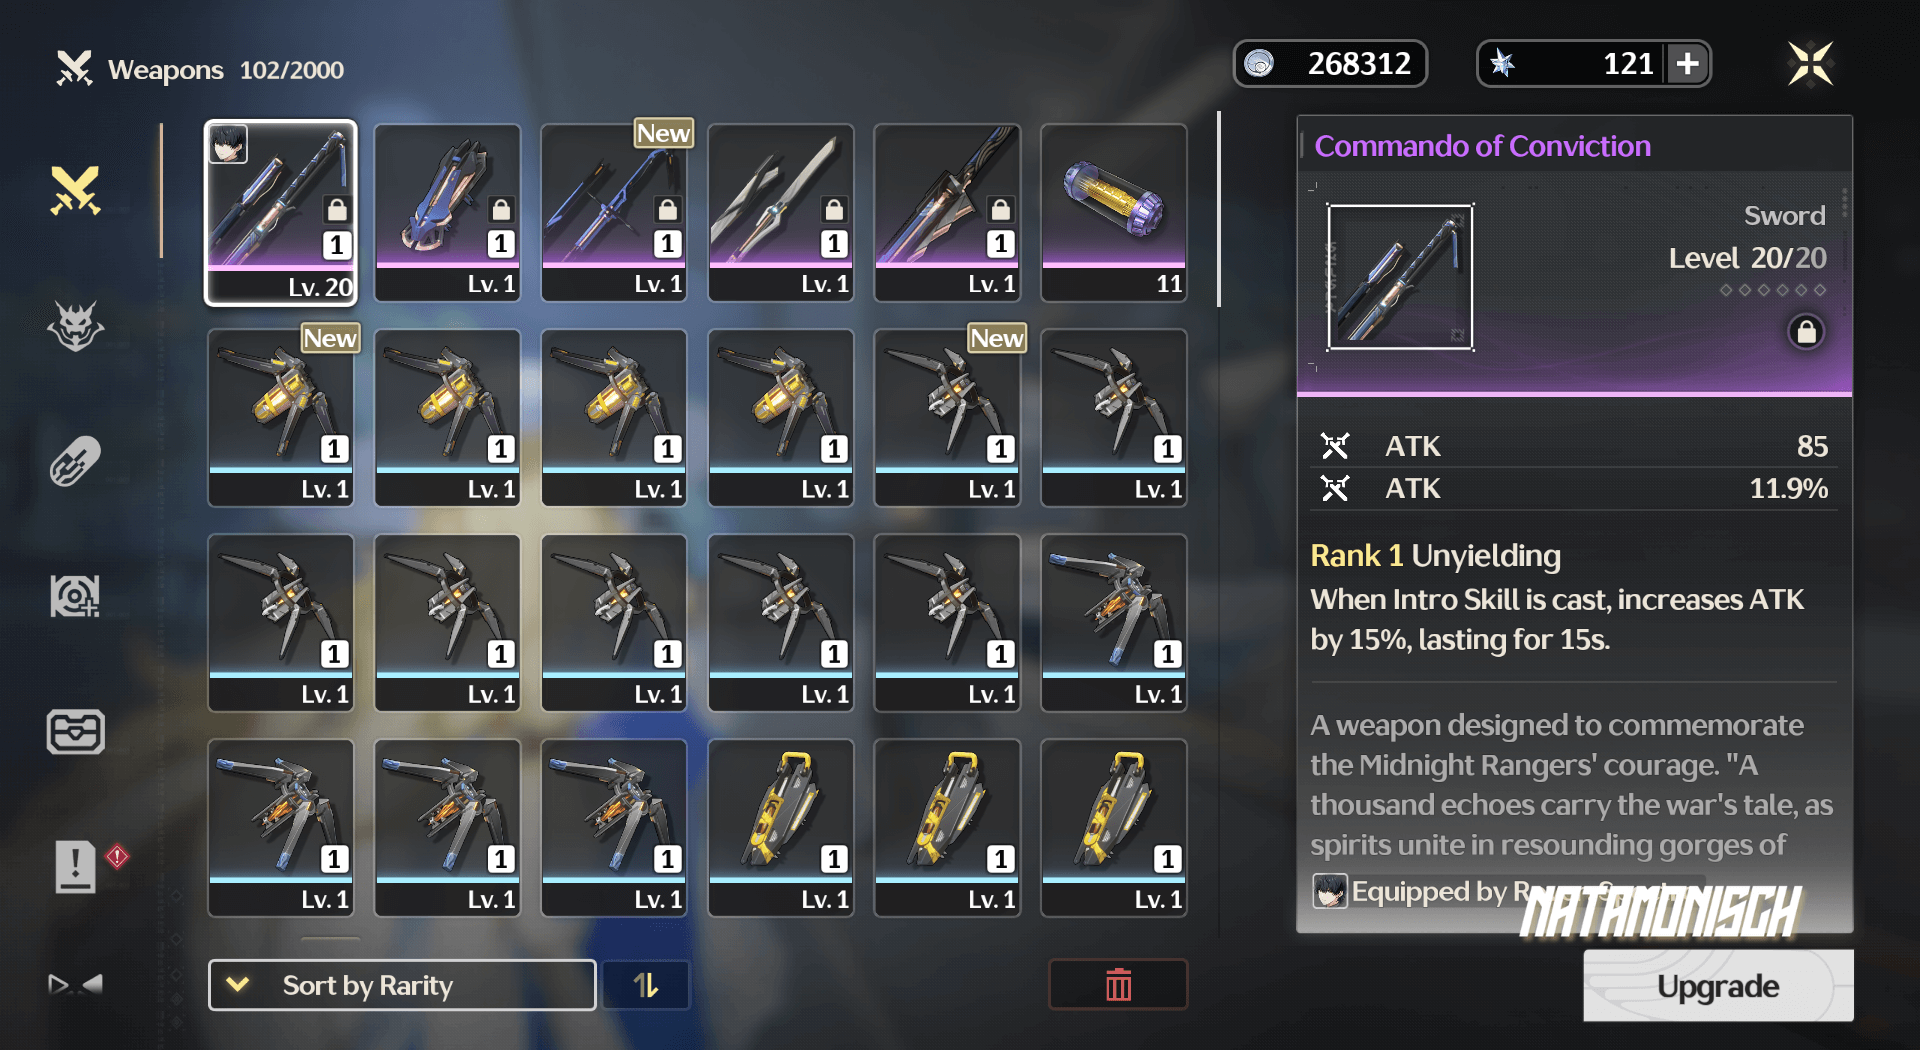 Weapons 102/2000
268312
121
New
1
1
1
1
1
Lv. 20
Lv. 1
Lv. 1
Lv. 1
Lv. 1
11
New
New
1
1
1
1
1
1
Lv. 1
Lv. 1
Lv. 1
Lv. 1
Lv. 1
Lv. 1
1
1
1
1
1
1
Lv. 1
Lv. 1
Lv. 1
Lv. 1
Lv. 1
Lv. 1
1
1
1
1
1
1
Lv. 1
Lv. 1
Lv. 1
Lv. 1
Lv. 1
Lv. 1
Sort by Rarity
Commando of Conviction
Sword
Level 20/20
ATK 85
ATK 11.9%
Rank 1 Unyielding
When Intro Skill is cast, increases ATK
by 15%, lasting for 15s.
A weapon designed to commemorate
the Midnight Rangers' courage. "A
thousand echoes carry the war's tale, as
spirits unite in resounding gorges of
Equipped by
NATAMONISCH
Upgrade